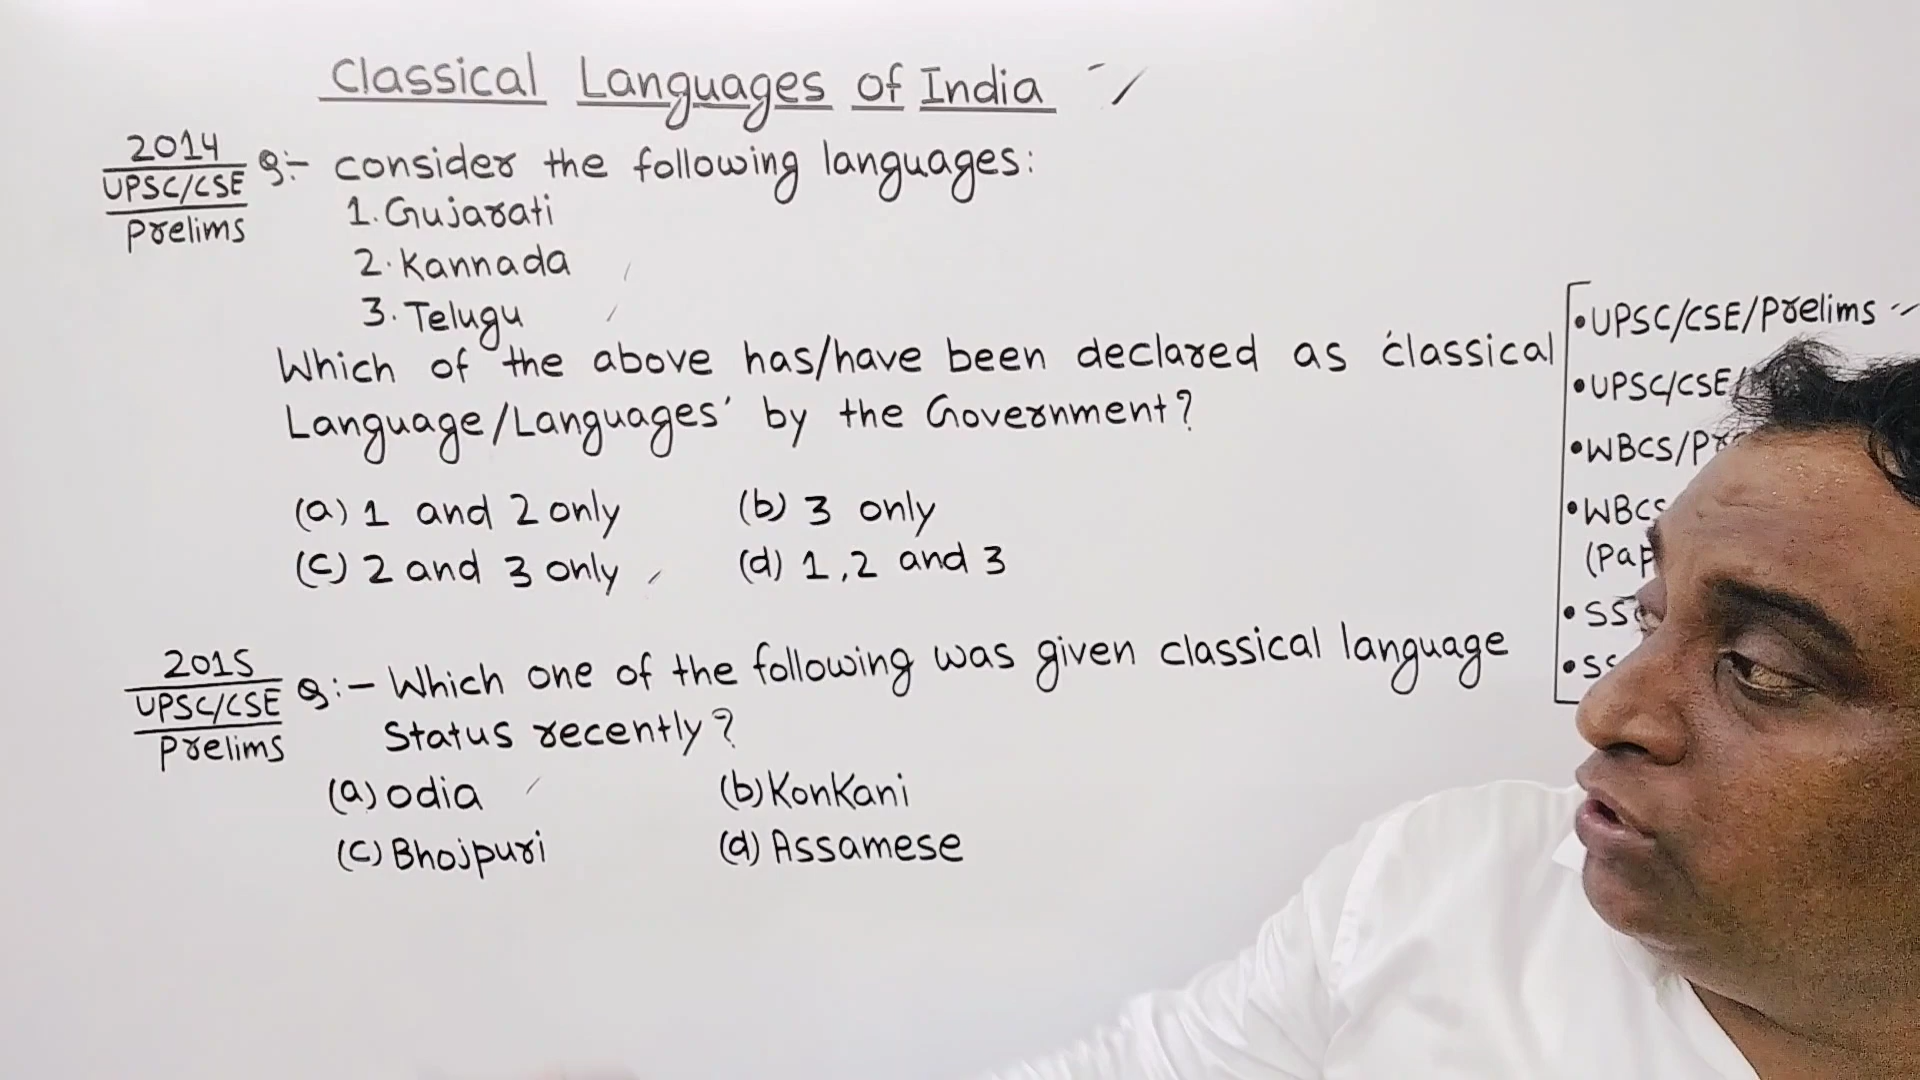 Classical Languages of India
2014
UPSC/CSE
Prelims
Q:- consider the following languages:
1. Gujarati
2. Kannada
3. Telugu
Which of the above has/have been declared as 'classical
Language/Languages' by the Government?
(a) 1 and 2 only (b) 3 only
(c) 2 and 3 only (d) 1, 2 and 3
2015
UPSC/CSE
Prelims
Q:- Which one of the following was given classical language
Status recently?
(a) odia (b) Konkani
(c) Bhojpuri (d) Assamese
• UPSC/CSE/Prelims
• UPSC/CSE/
• WBCS/
• WBCS